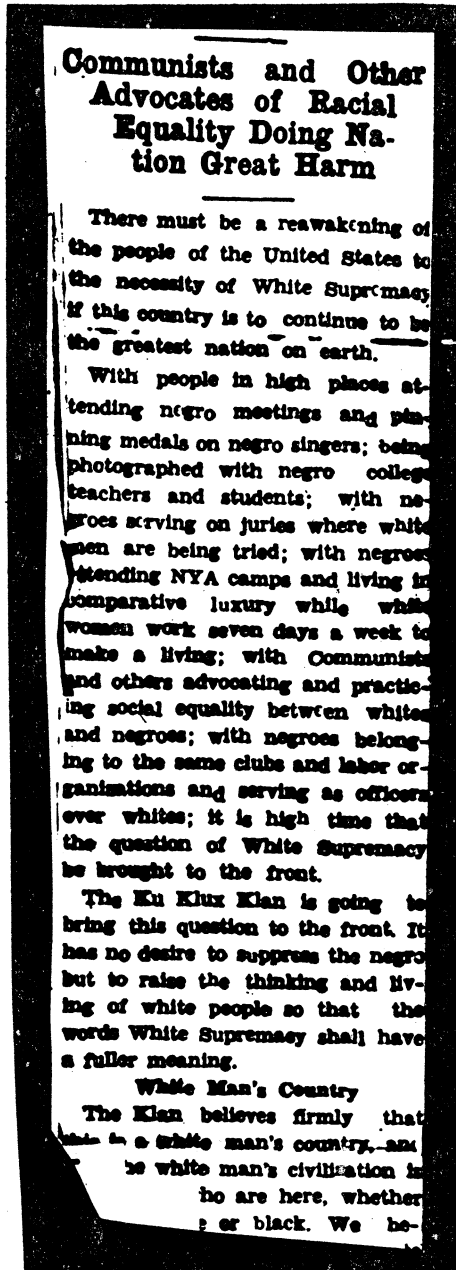 Communists and Other
Advocates of Racial
Equality Doing Na-
tion Great Harm
There must be a reawakening of
the people of the United States to
the necessity of White Supremacy
if this country is to continue to be
the greatest nation on earth.
With people in high places at-
tending negro meetings and pin-
ning medals on negro singers; being
photographed with negro college
teachers and students; with ne-
groes serving on juries where white
men are being tried; with negroes
attending NYA camps and living in
comparative luxury while white
women work seven days a week to
make a living; with Communists
and others advocating and practic-
ing social equality between whites
and negroes; with negroes belong-
ing to the same clubs and labor or-
ganizations and serving as officers
over whites; it is high time that
the question of White Supremacy
be brought to the front.
The Ku Klux Klan is going to
bring this question to the front. It
has no desire to suppress the negro
but to raise the thinking and liv-
ing of white people so that the
words White Supremacy shall have
a fuller meaning.
White Man's Country
The Klan believes firmly that
this is a white man's country, and
white man's civilization is
who are here, whether
or black. We be-